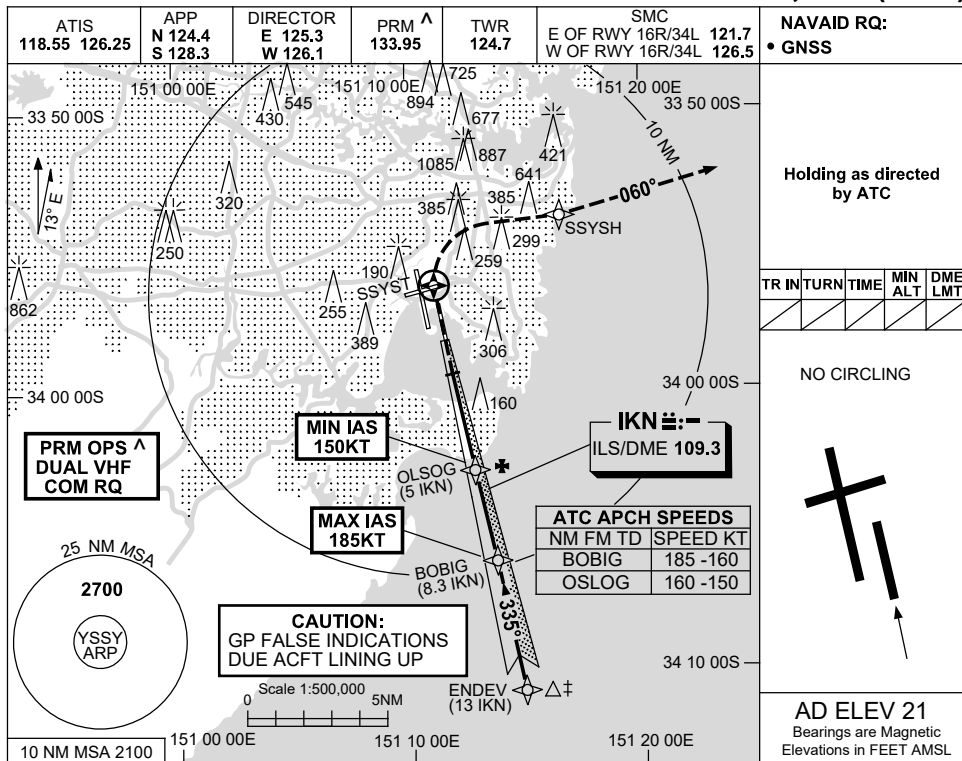 ATIS
118.55 126.25
APP
N 124.4
S 128.3
DIRECTOR
E 125.3
W 126.1
PRM ^
133.95
TWR
124.7
SMC
E OF RWY 16R/34L 121.7
W OF RWY 16R/34L 126.5
NAVAID RQ:
• GNSS
Holding as directed
by ATC
TR IN
TURN
TIME
MIN
ALT
DME
LMT
NO CIRCLING
AD ELEV 21
Bearings are Magnetic
Elevations in FEET AMSL
151 00 00E
151 10 00E
151 20 00E
33 50 00S
33 50 00S
725
894
545
430
677
10 NM
421
1085
887
641
13° E
320
385
385
060°
SSYSH
250
299
259
190
SSYST
862
255
389
306
34 00 00S
34 00 00S
160
MIN IAS
150KT
IKN
ILS/DME 109.3
PRM OPS ^
DUAL VHF
COM RQ
OLSOG
(5 IKN)
MAX IAS
185KT
ATC APCH SPEEDS
NM FM TD
SPEED KT
BOBIG
185 -160
OSLOG
160 -150
BOBIG
(8.3 IKN)
25 NM MSA
2700
YSSY
ARP
CAUTION:
GP FALSE INDICATIONS
DUE ACFT LINING UP
335°
34 10 00S
Scale 1:500,000
0
5NM
ENDEV
(13 IKN)
‡
10 NM MSA 2100
151 00 00E
151 10 00E
151 20 00E